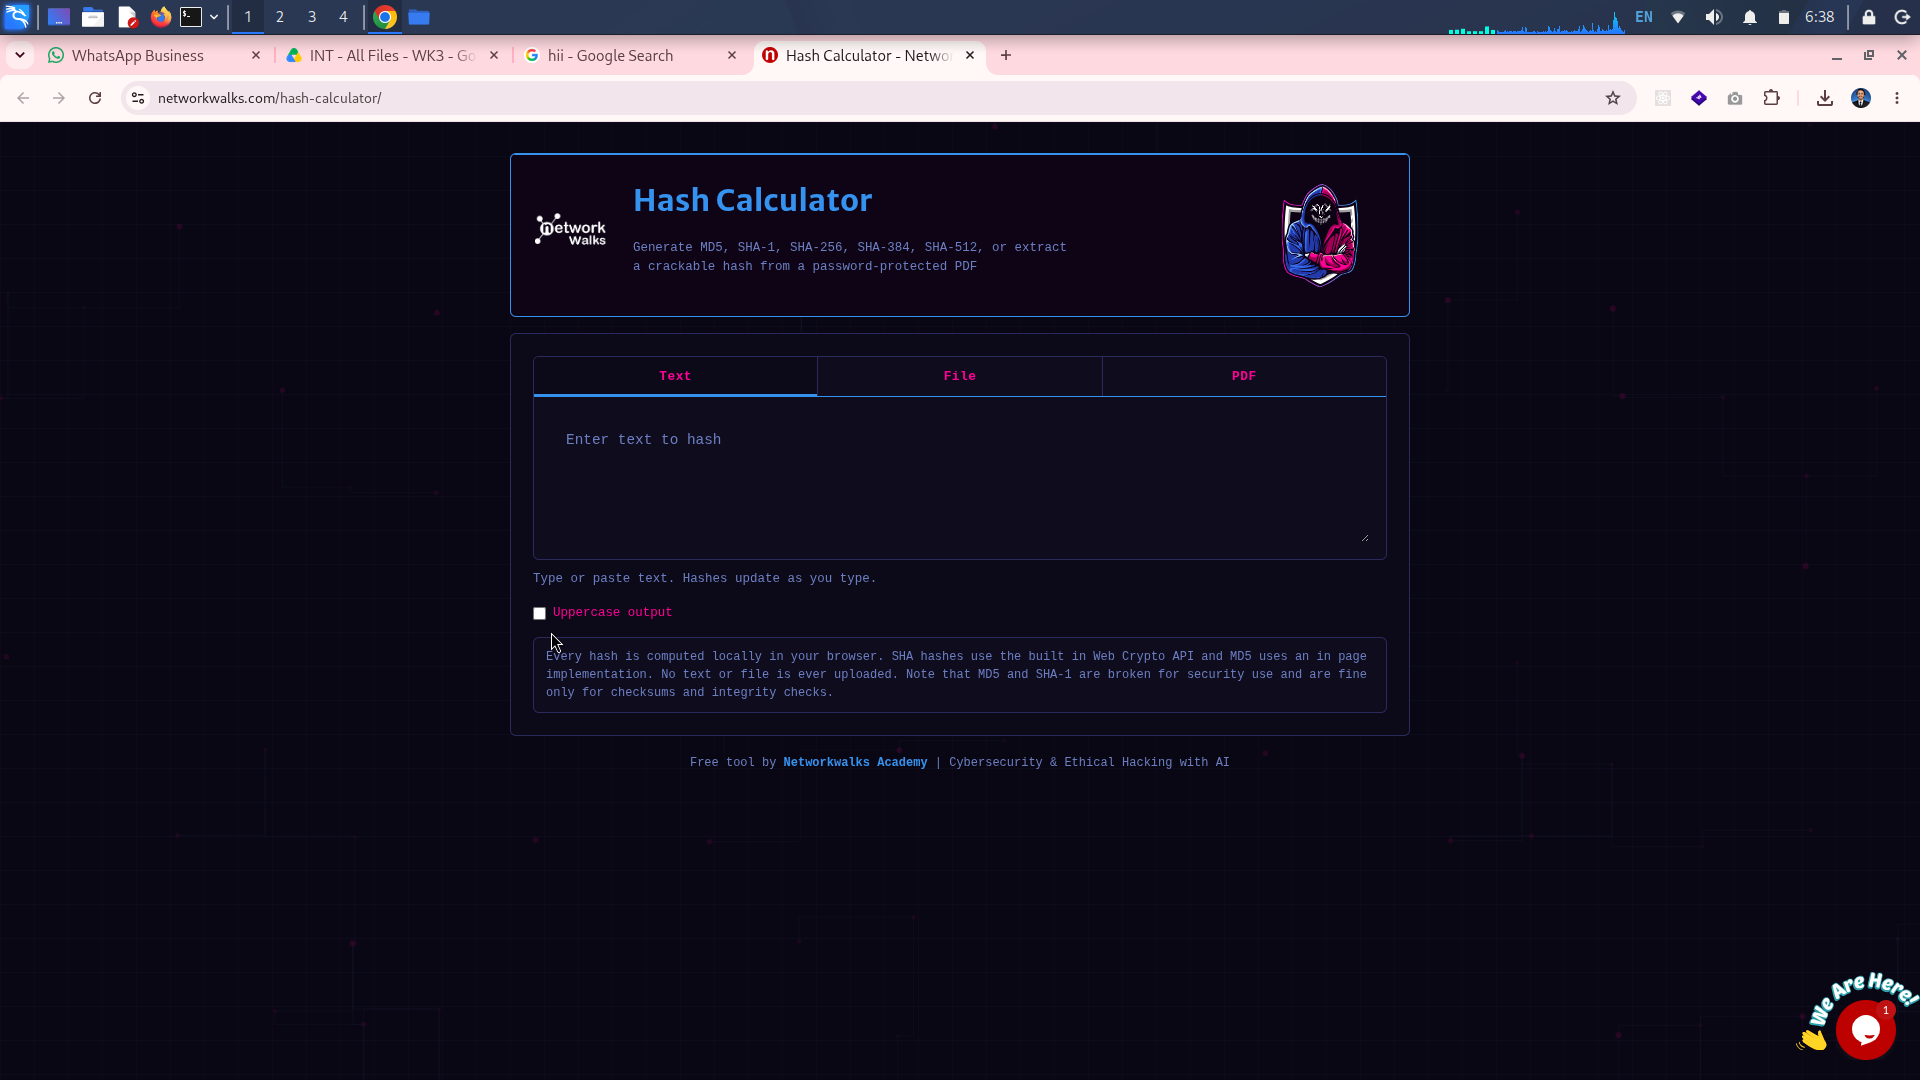 1
2
3
4
EN
6:38
WhatsApp Business
INT - All Files - WK3 - Go
hii - Google Search
Hash Calculator - Netwo
networkwalks.com/hash-calculator/
network
Walks
Hash Calculator
Generate MD5, SHA-1, SHA-256, SHA-384, SHA-512, or extract
a crackable hash from a password-protected PDF
Text
File
PDF
Enter text to hash
Type or paste text. Hashes update as you type.
Uppercase output
Every hash is computed locally in your browser. SHA hashes use the built in Web Crypto API and MD5 uses an in page
implementation. No text or file is ever uploaded. Note that MD5 and SHA-1 are broken for security use and are fine
only for checksums and integrity checks.
Free tool by Networkwalks Academy | Cybersecurity & Ethical Hacking with AI
We Are Here!
1